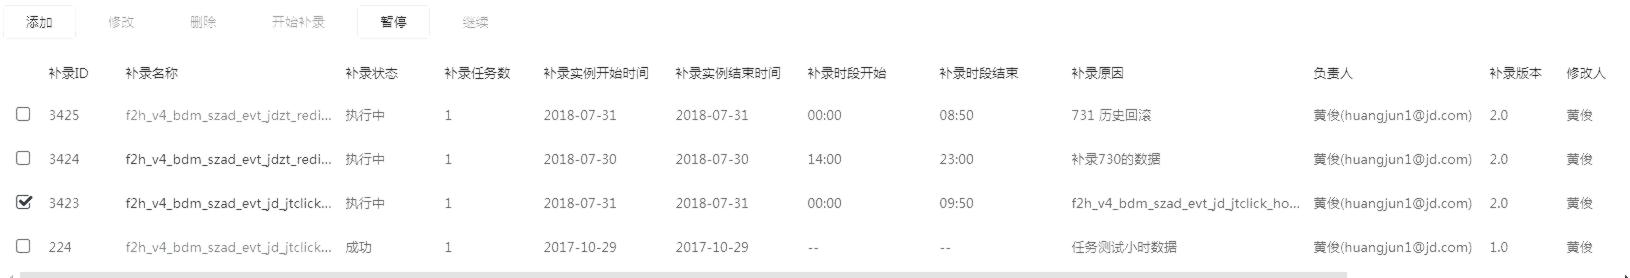 添加 修改 删除 开始补录 暂停 继续
补录ID 补录名称 补录状态 补录任务数 补录实例开始时间 补录实例结束时间 补录时段开始 补录时段结束 补录原因 负责人 补录版本 修改人
3425 f2h_v4_bdm_szad_evt_jdzt_redi... 执行中 1 2018-07-31 2018-07-31 00:00 08:50 731 历史回滚 黄俊(huangjun1@jd.com) 2.0 黄俊
3424 f2h_v4_bdm_szad_evt_jdzt_redi... 执行中 1 2018-07-30 2018-07-30 14:00 23:00 补录730的数据 黄俊(huangjun1@jd.com) 2.0 黄俊
3423 f2h_v4_bdm_szad_evt_jd_jtclick... 执行中 1 2018-07-31 2018-07-31 00:00 09:50 f2h_v4_bdm_szad_evt_jd_jtclick_ho... 黄俊(huangjun1@jd.com) 2.0 黄俊
224 f2h_v4_bdm_szad_evt_jd_jtclick... 成功 1 2017-10-29 2017-10-29 -- -- 任务测试小时数据 黄俊(huangjun1@jd.com) 1.0 黄俊